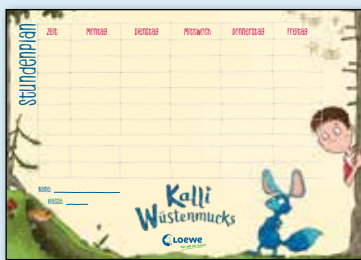 Stundenplan
Zeit Montag Dienstag Mittwoch Donnerstag Freitag
Name:
Klasse:
Kalli
Wüstenmucks
Loewe